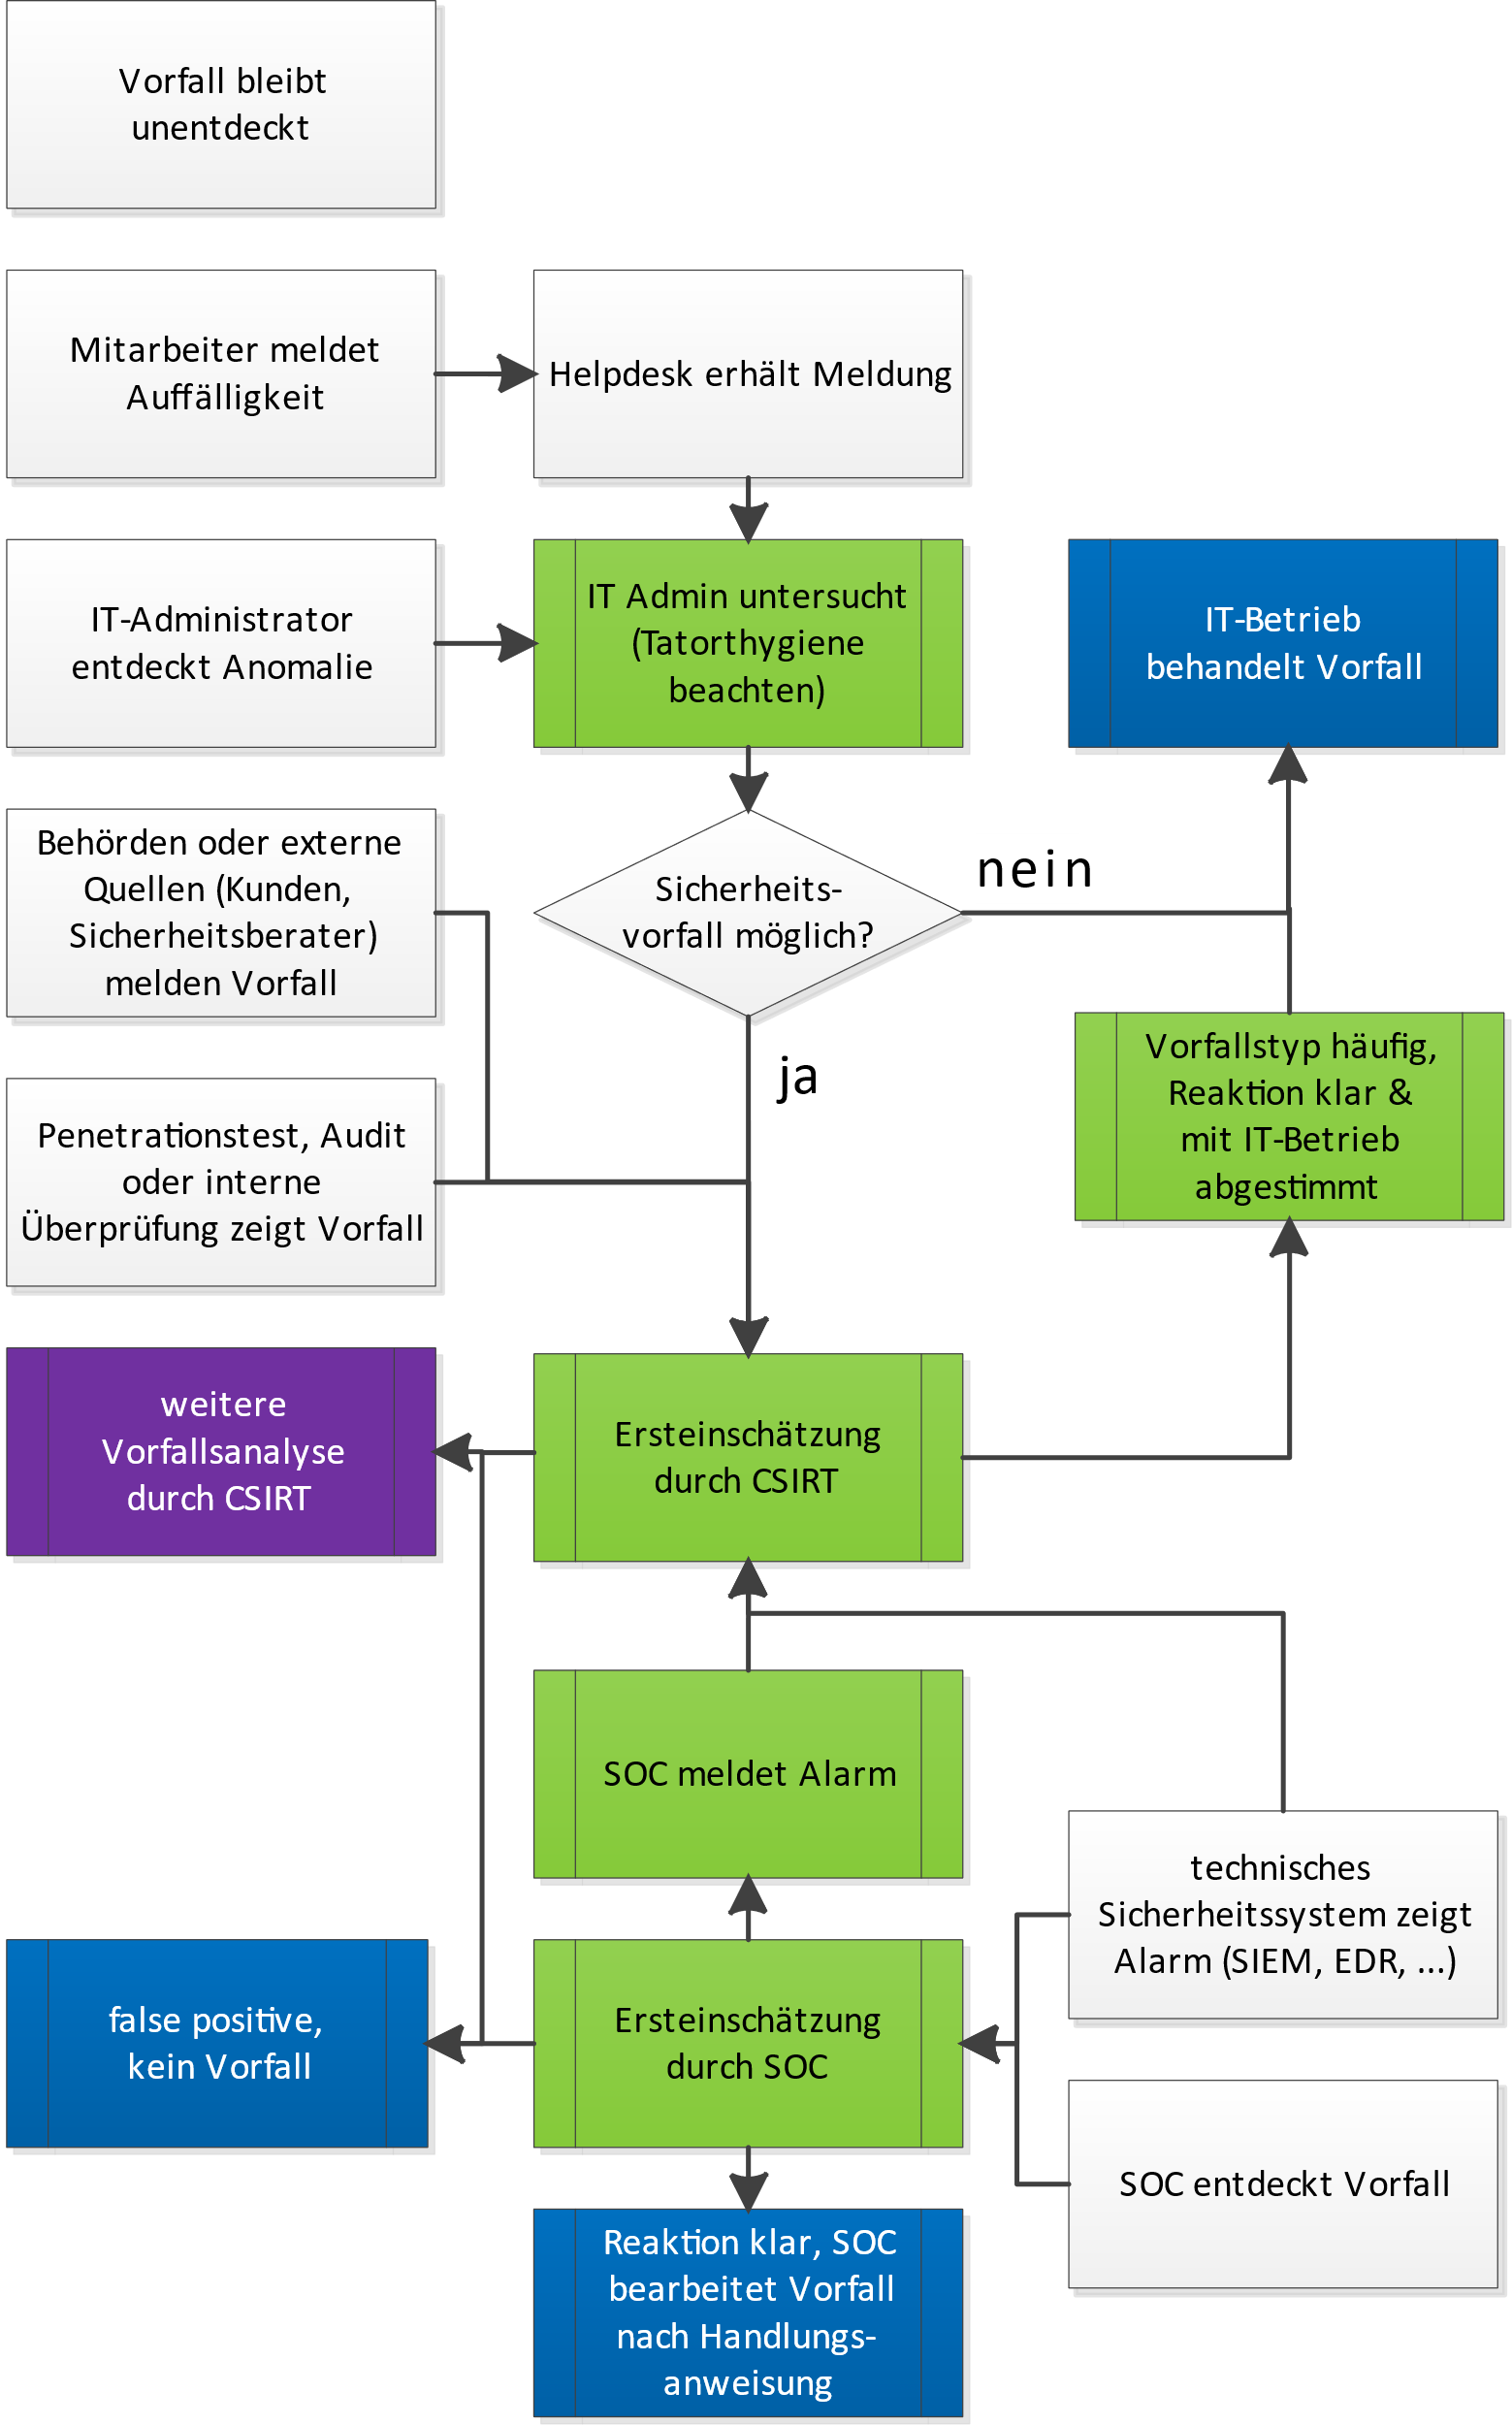 Vorfall bleibt
unentdeckt
Mitarbeiter meldet
Auffälligkeit
Helpdesk erhält Meldung
IT-Administrator
entdeckt Anomalie
IT Admin untersucht
(Tatorthygiene
beachten)
IT-Betrieb
behandelt Vorfall
Behörden oder externe
Quellen (Kunden,
Sicherheitsberater)
melden Vorfall
Sicherheits-
vorfall möglich?
nein
ja
Vorfallstyp häufig,
Reaktion klar &
mit IT-Betrieb
abgestimmt
Penetrationstest, Audit
oder interne
Überprüfung zeigt Vorfall
weitere
Vorfallsanalyse
durch CSIRT
Ersteinschätzung
durch CSIRT
SOC meldet Alarm
technisches
Sicherheitssystem zeigt
Alarm (SIEM, EDR, ...)
false positive,
kein Vorfall
Ersteinschätzung
durch SOC
SOC entdeckt Vorfall
Reaktion klar, SOC
bearbeitet Vorfall
nach Handlungs-
anweisung